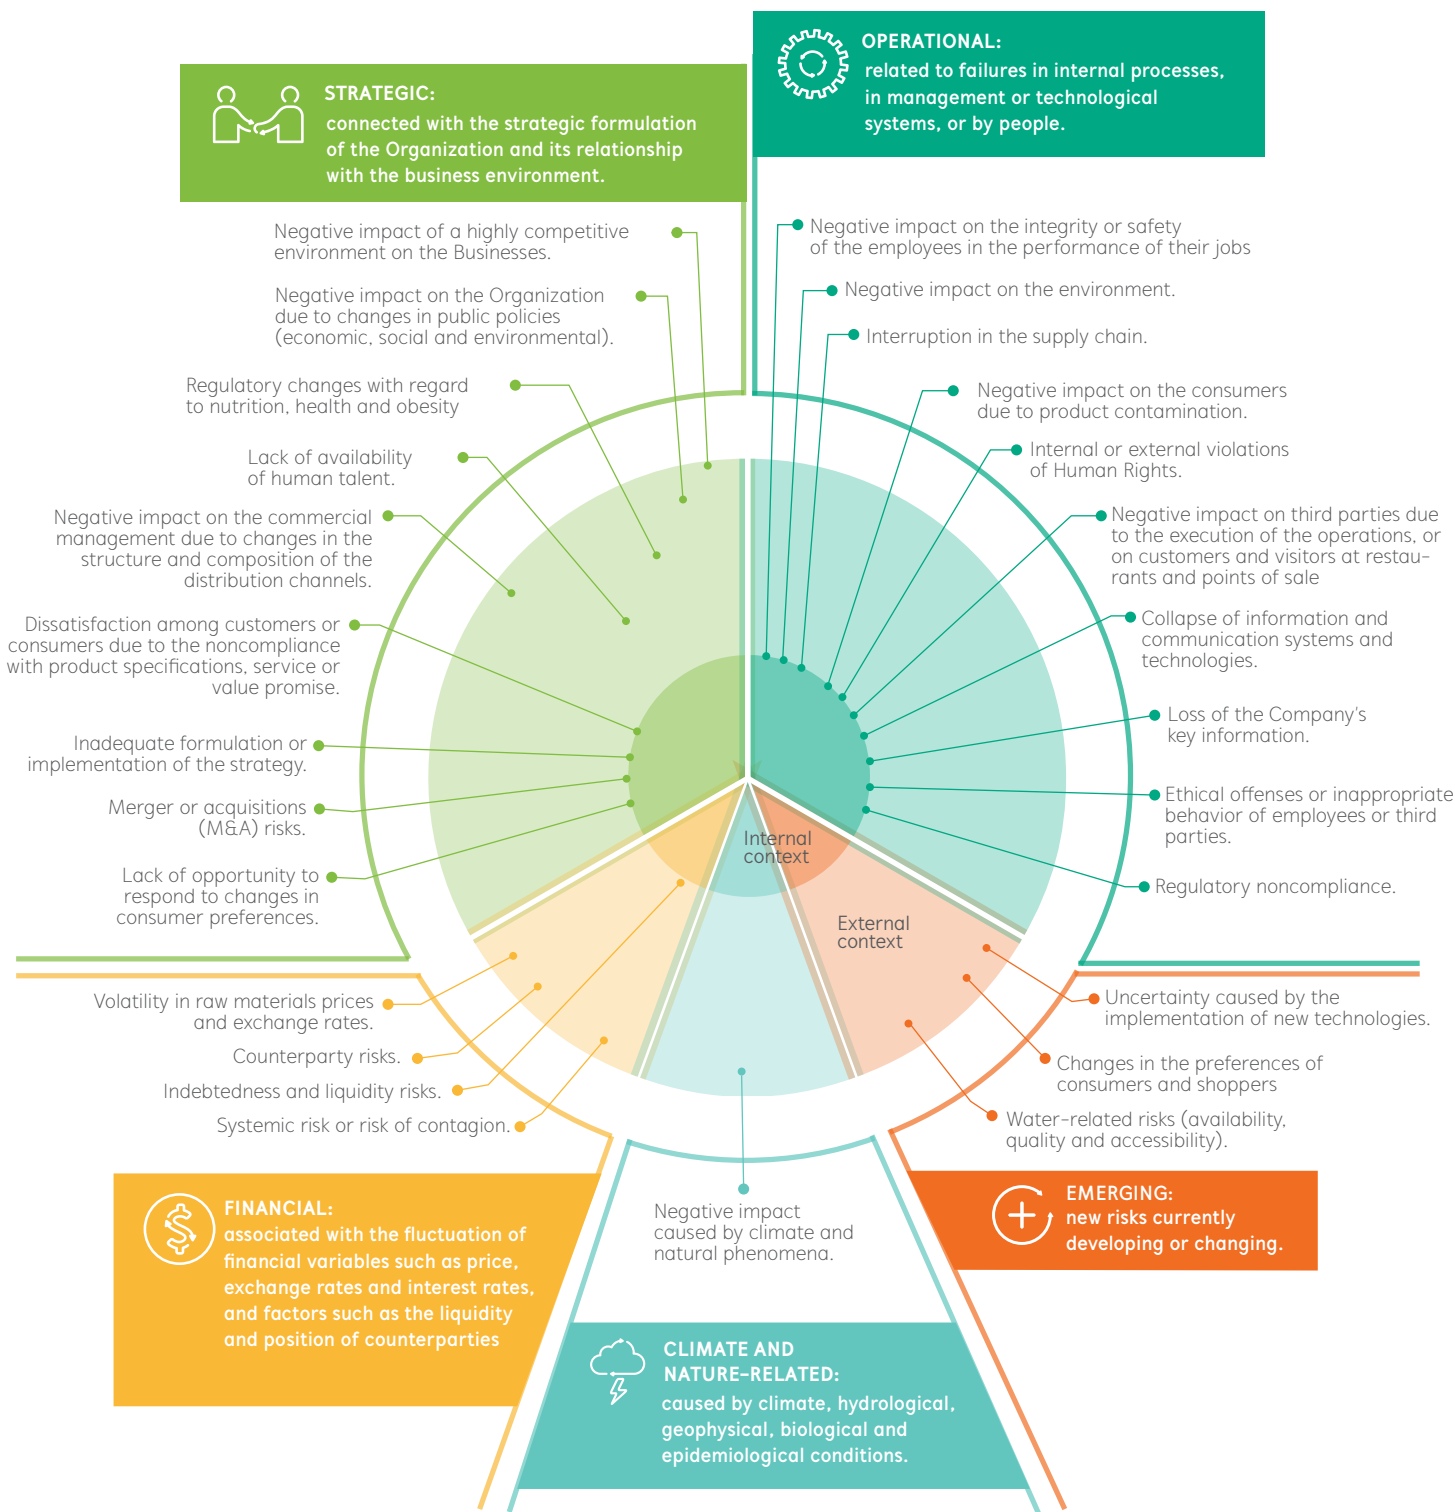 STRATEGIC:
connected with the strategic formulation
of the Organization and its relationship
with the business environment.
OPERATIONAL:
related to failures in internal processes,
in management or technological
systems, or by people.
Negative impact of a highly competitive
environment on the Businesses.
Negative impact on the Organization
due to changes in public policies
(economic, social and environmental).
Regulatory changes with regard
to nutrition, health and obesity
Lack of availability
of human talent.
Negative impact on the commercial
management due to changes in the
structure and composition of the
distribution channels.
Dissatisfaction among customers or
consumers due to the noncompliance
with product specifications, service or
value promise.
Inadequate formulation or
implementation of the strategy.
Merger or acquisitions
(M&A) risks.
Lack of opportunity to
respond to changes in
consumer preferences.
Negative impact on the integrity or safety
of the employees in the performance of their jobs
Negative impact on the environment.
Interruption in the supply chain.
Negative impact on the consumers
due to product contamination.
Internal or external violations
of Human Rights.
Negative impact on third parties due
to the execution of the operations, or
on customers and visitors at restau-
rants and points of sale
Collapse of information and
communication systems and
technologies.
Loss of the Company's
key information.
Ethical offenses or inappropriate
behavior of employees or third
parties.
Regulatory noncompliance.
Internal
context
External
context
Volatility in raw materials prices
and exchange rates.
Counterparty risks.
Indebtedness and liquidity risks.
Systemic risk or risk of contagion.
Uncertainty caused by the
implementation of new technologies.
Changes in the preferences of
consumers and shoppers
Water-related risks (availability,
quality and accessibility).
Negative impact
caused by climate and
natural phenomena.
FINANCIAL:
associated with the fluctuation of
financial variables such as price,
exchange rates and interest rates,
and factors such as the liquidity
and position of counterparties
EMERGING:
new risks currently
developing or changing.
CLIMATE AND
NATURE-RELATED:
caused by climate, hydrological,
geophysical, biological and
epidemiological conditions.